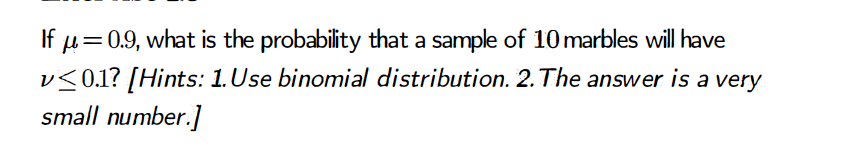 If μ = 0.9, what is the probability that a sample of 10 marbles will have
ν ≤ 0.1? [Hints: 1. Use binomial distribution. 2. The answer is a very
small number.]